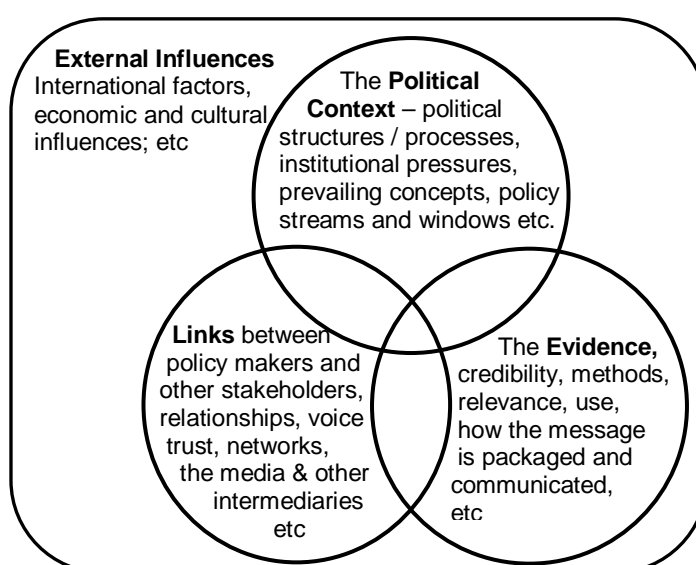 External Influences
International factors,
economic and cultural
influences; etc
The Political
Context – political
structures / processes,
institutional pressures,
prevailing concepts, policy
streams and windows etc.
Links between
policy makers and
other stakeholders,
relationships, voice
trust, networks,
the media & other
intermediaries
etc
The Evidence,
credibility, methods,
relevance, use,
how the message
is packaged and
communicated,
etc